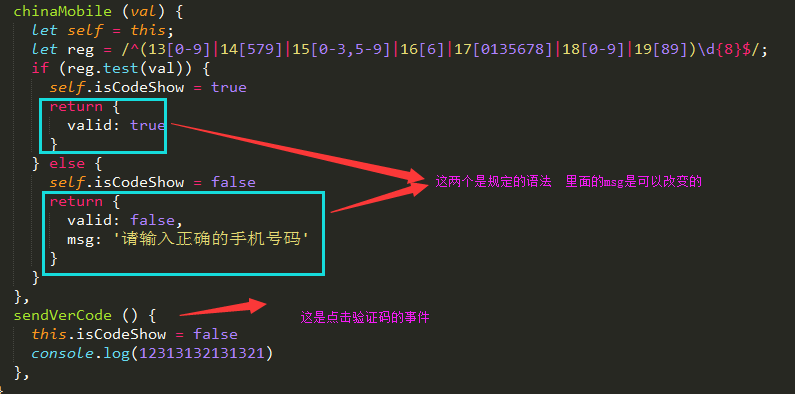 chinaMobile (val) {
let self = this;
let reg = /^(13[0-9]|14[579]|15[0-3,5-9]|16[6]|17[0135678]|18[0-9]|19[89])\d{8}$/;
if (reg.test(val)) {
self.isCodeShow = true
return {
valid: true
}
} else {
这两个是规定的语法 里面的msg是可以改变的
self.isCodeShow = false
return {
valid: false,
msg: '请输入正确的手机号码'
}
}
},
sendVerCode () {
这是点击验证码的事件
this.isCodeShow = false
console.log(12313132131321)
},
}